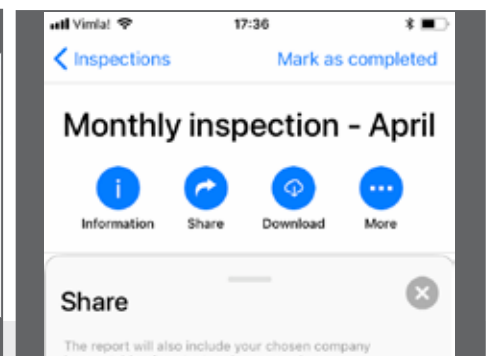 Vimla! 17:36
Inspections Mark as completed
Monthly inspection - April
Information Share Download More
Share
The report will also include your chosen company